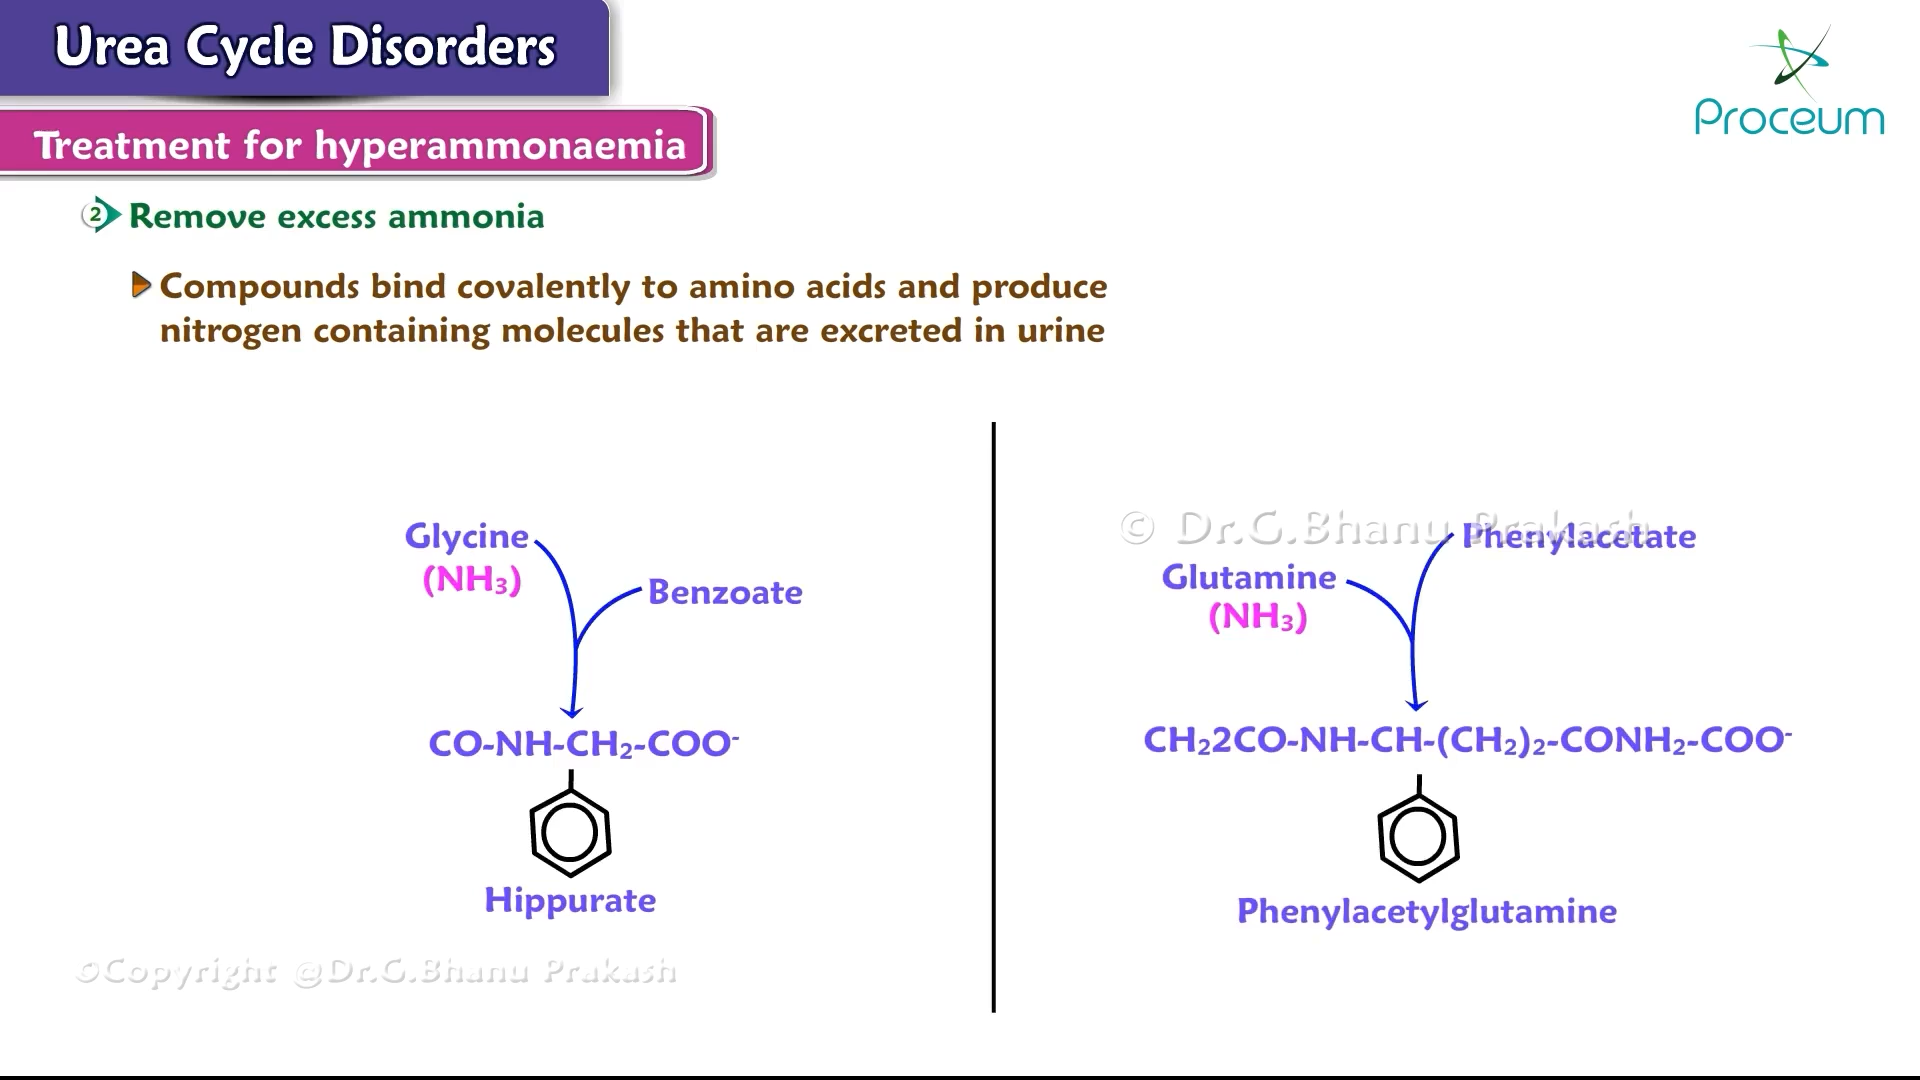 Urea Cycle Disorders
Proceum
Treatment for hyperammonaemia
2 Remove excess ammonia
Compounds bind covalently to amino acids and produce
nitrogen containing molecules that are excreted in urine
Glycine
(NH₃)
Benzoate
CO-NH-CH₂-COO⁻
Hippurate
© Dr.G.Bhanu Prakash
Phenylacetate
Glutamine
(NH₃)
CH₂2CO-NH-CH-(CH₂)₂-CONH₂-COO⁻
Phenylacetylglutamine
©Copyright @Dr.G.Bhanu Prakash